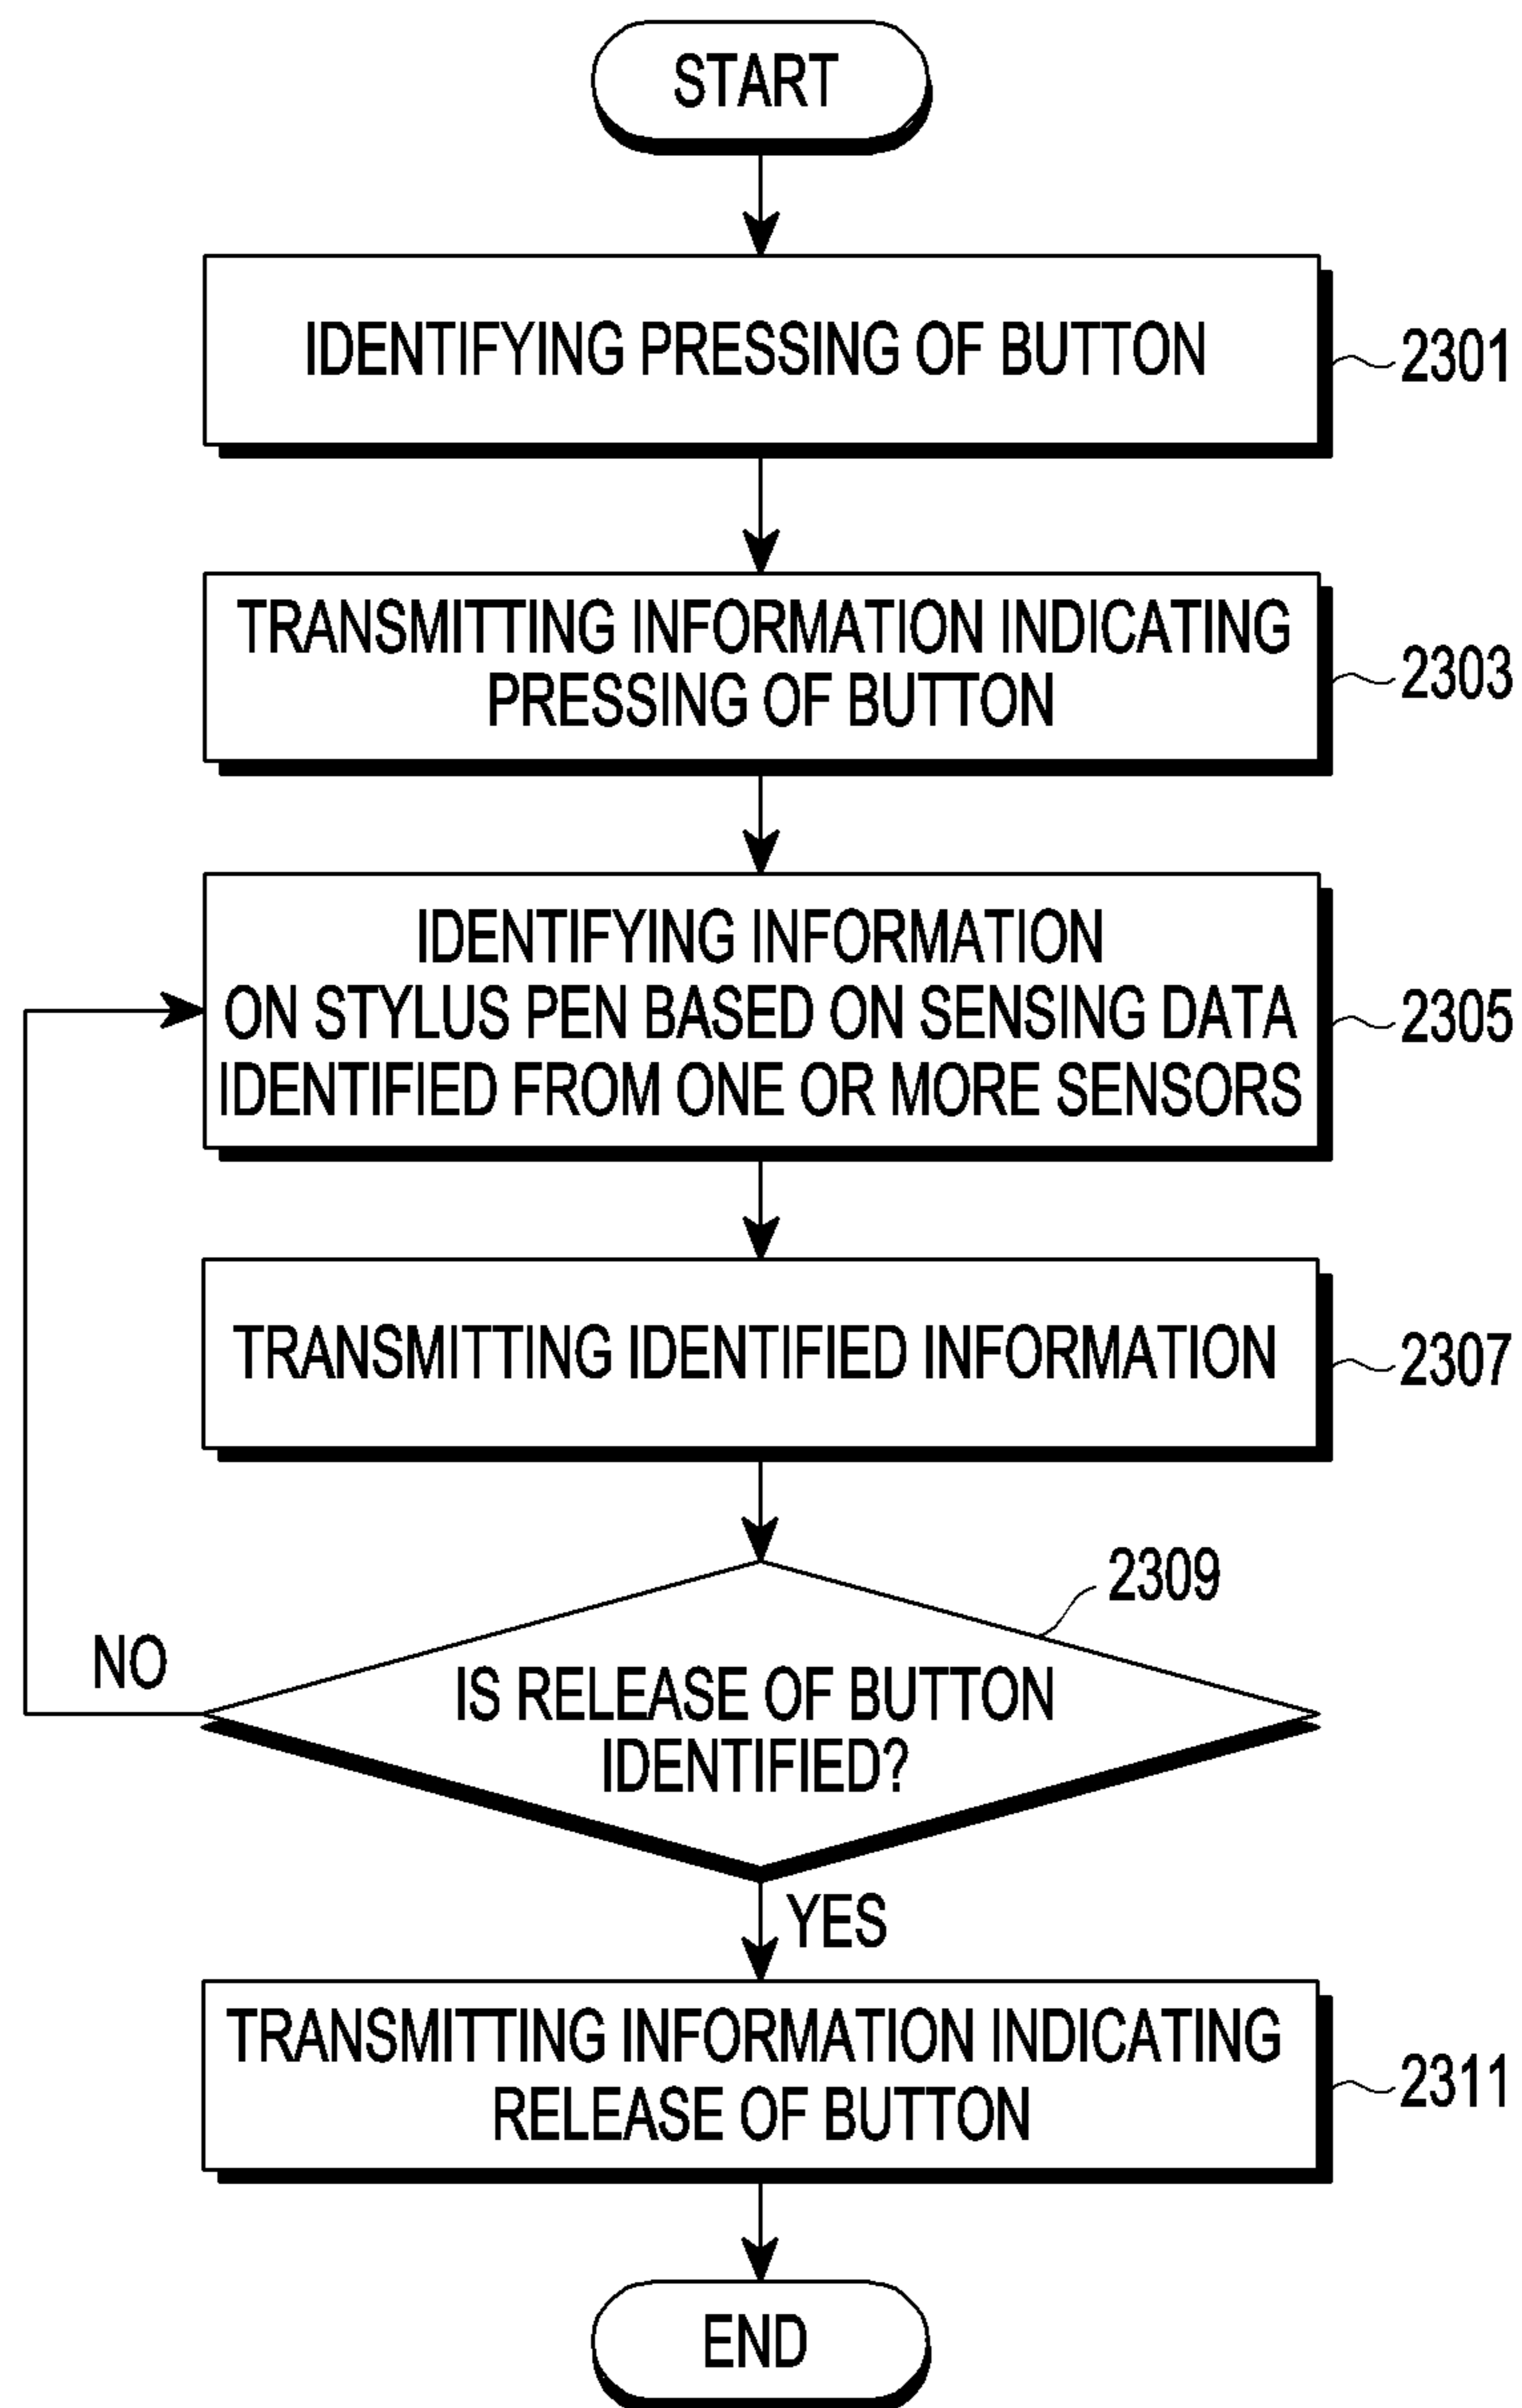 START
IDENTIFYING PRESSING OF BUTTON
2301
TRANSMITTING INFORMATION INDICATING
PRESSING OF BUTTON
2303
IDENTIFYING INFORMATION
ON STYLUS PEN BASED ON SENSING DATA
IDENTIFIED FROM ONE OR MORE SENSORS
2305
TRANSMITTING IDENTIFIED INFORMATION
2307
2309
NO
IS RELEASE OF BUTTON
IDENTIFIED?
YES
TRANSMITTING INFORMATION INDICATING
RELEASE OF BUTTON
2311
END